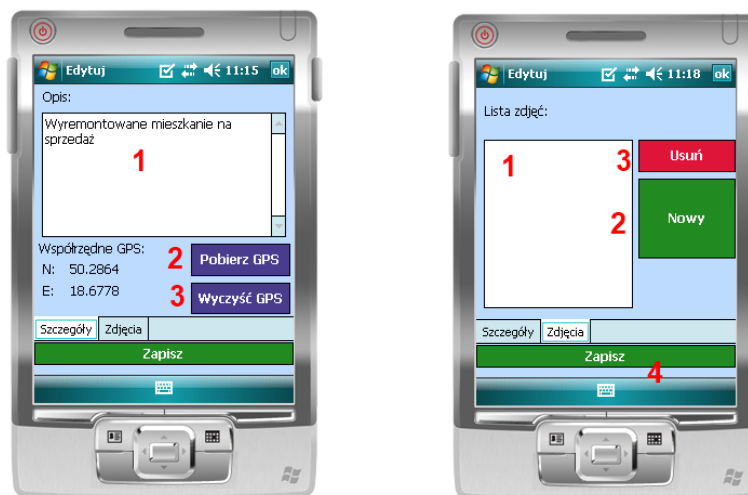 Edytuj 11:15 ok
Opis:
Wyremontowane mieszkanie na
sprzedaż
1
Współrzędne GPS:
N: 50.2864
E: 18.6778
2 Pobierz GPS
3 Wyczyść GPS
Szczegóły Zdjęcia
Zapisz
Edytuj 11:18 ok
Lista zdjęć:
1
3 Usuń
2 Nowy
Szczegóły Zdjęcia
Zapisz
4